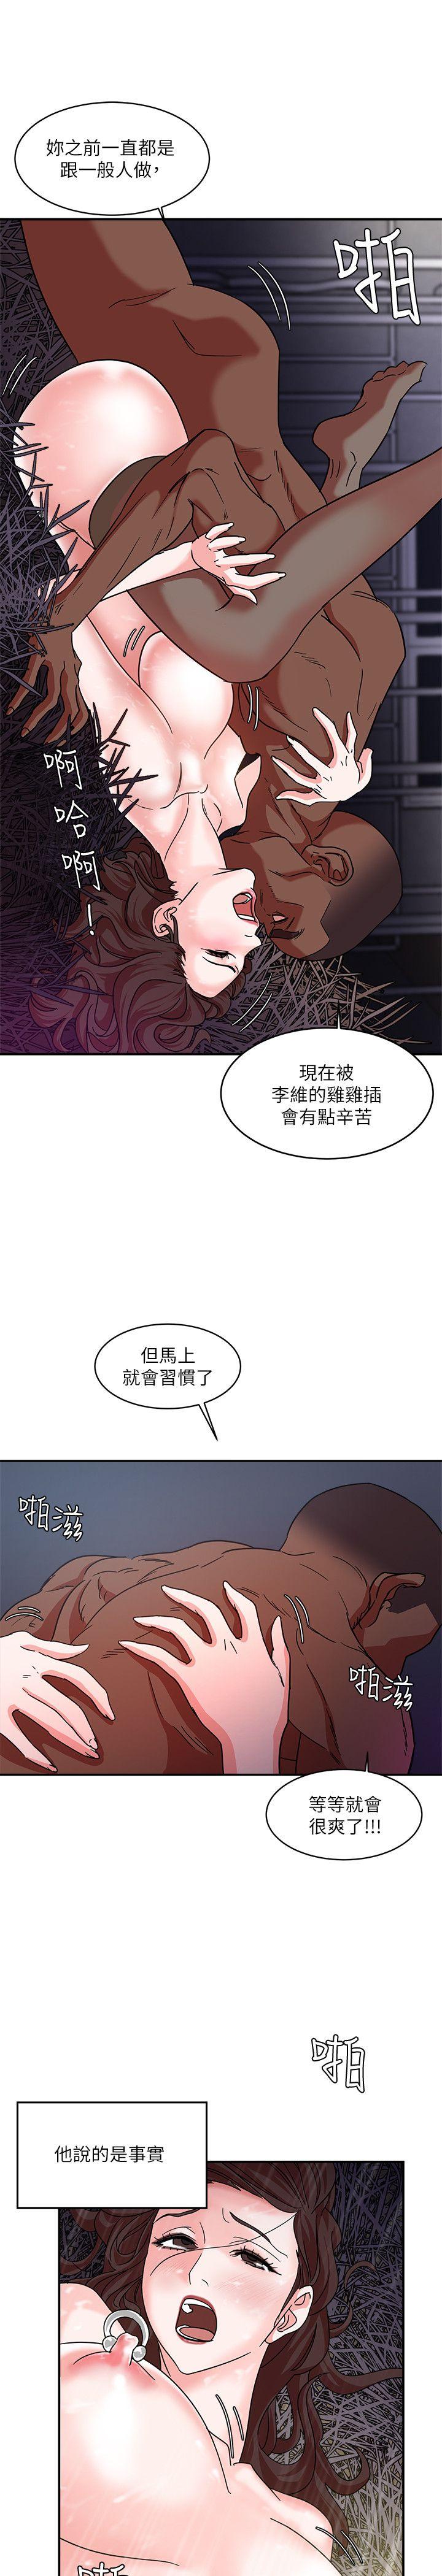 妳之前一直都是
跟一般人做，
啪
啊
哈
啊
！
現在被
李維的雞雞插
會有點辛苦
但馬上
就會習慣了
啪滋
啪滋
等等就會
很爽了!!!
啪
他說的是事實
啪